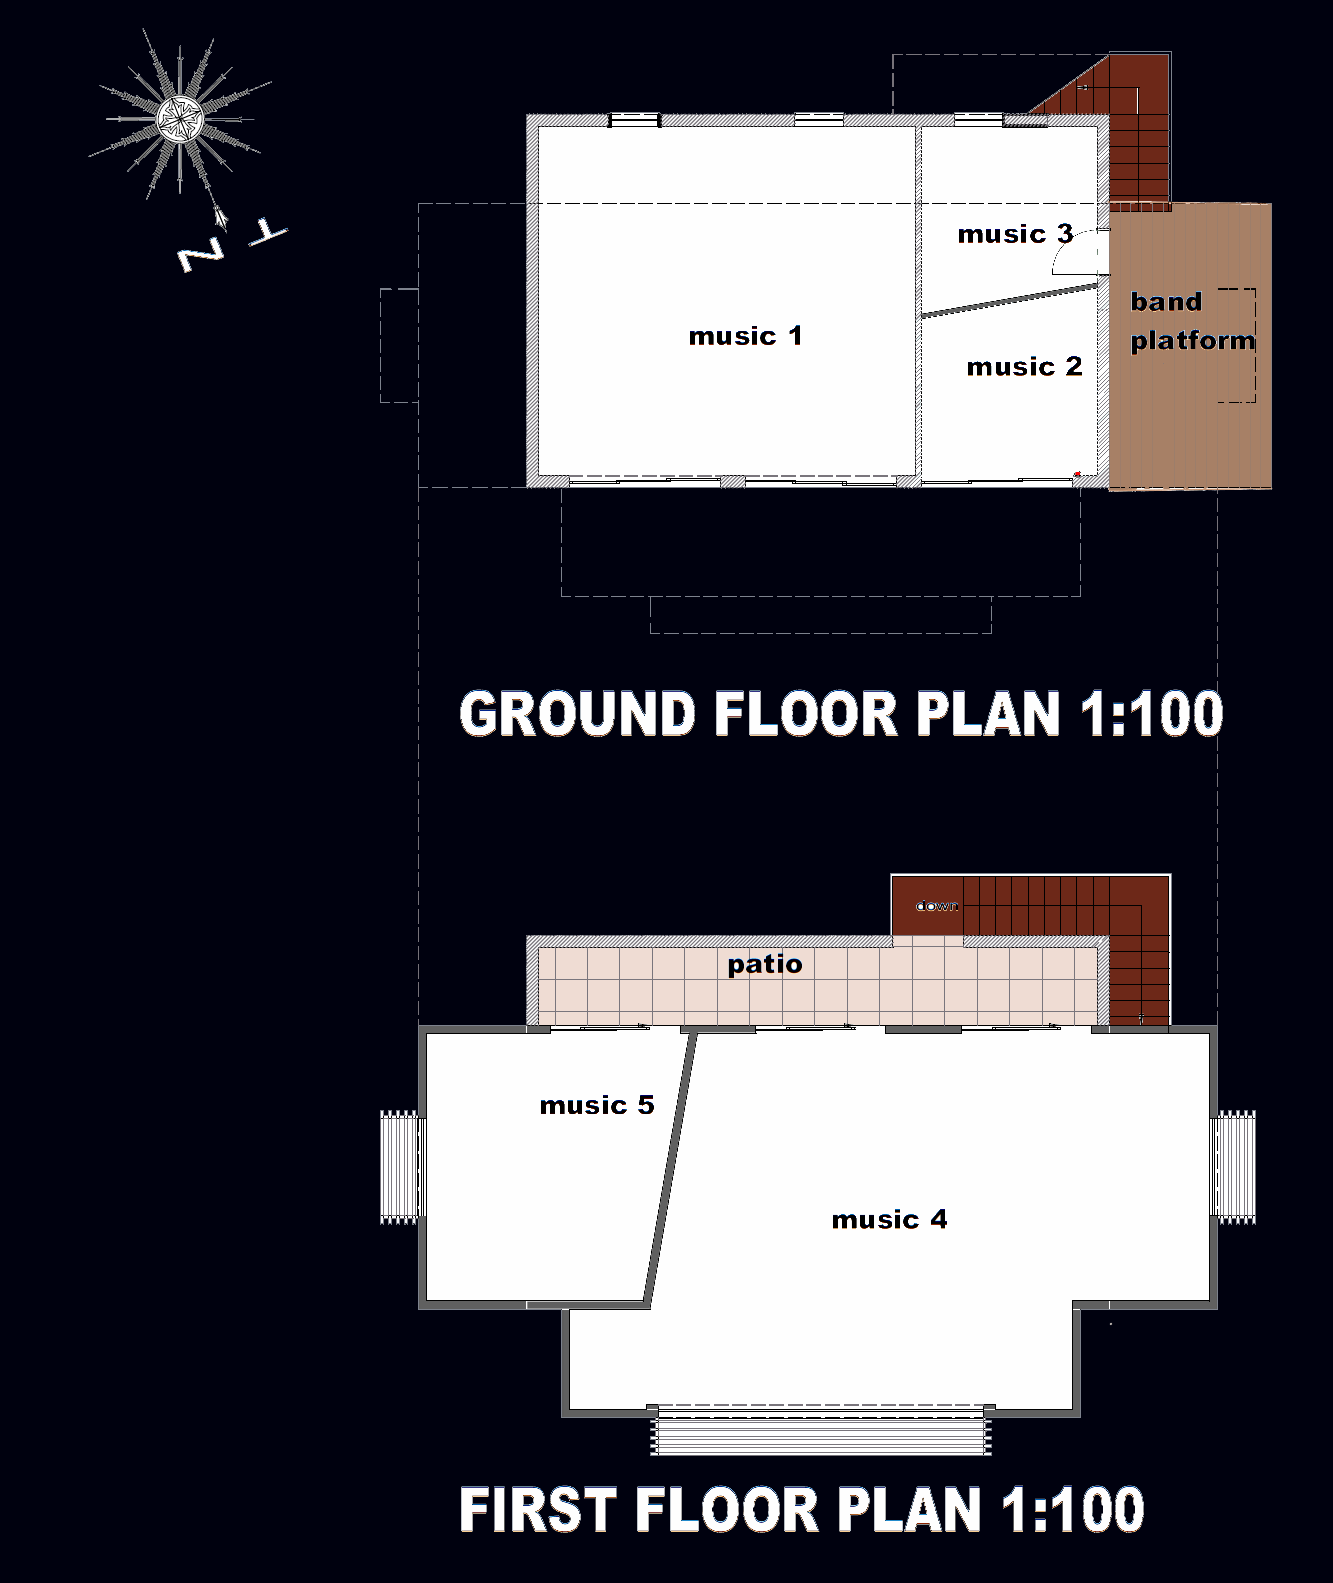 N T
music 3
band
platform
music 1
music 2
GROUND FLOOR PLAN 1:100
down
patio
music 5
music 4
FIRST FLOOR PLAN 1:100